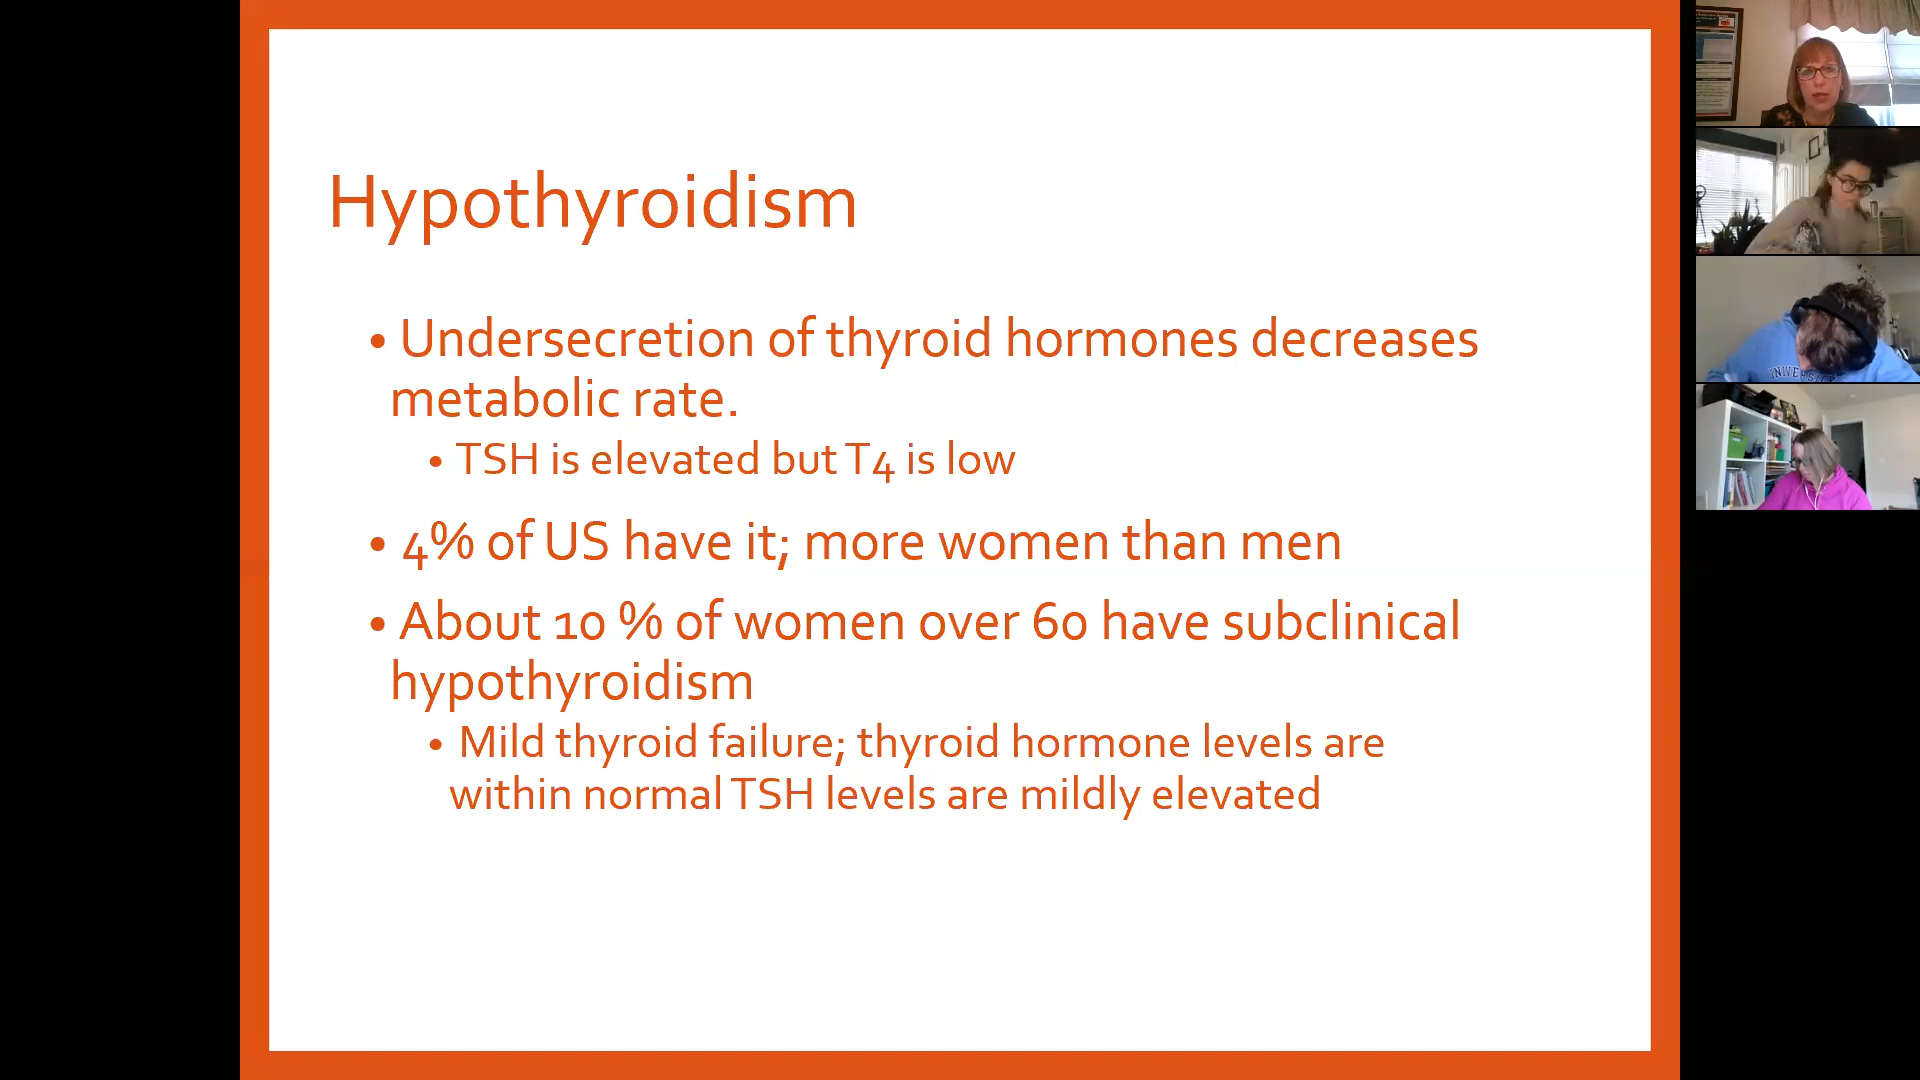 Hypothyroidism
• Undersecretion of thyroid hormones decreases
metabolic rate.
• TSH is elevated but T4 is low
• 4% of US have it; more women than men
• About 10 % of women over 60 have subclinical
hypothyroidism
• Mild thyroid failure; thyroid hormone levels are
within normal TSH levels are mildly elevated